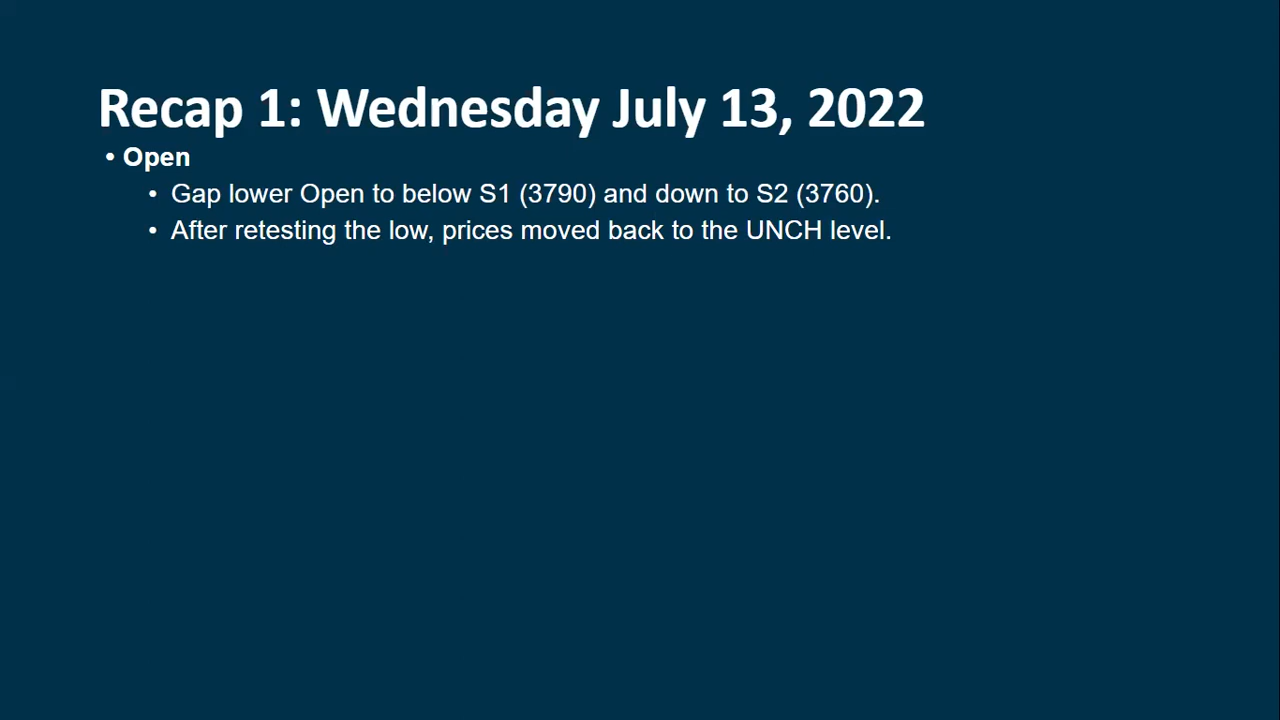 Recap 1: Wednesday July 13, 2022
• Open
• Gap lower Open to below S1 (3790) and down to S2 (3760).
• After retesting the low, prices moved back to the UNCH level.